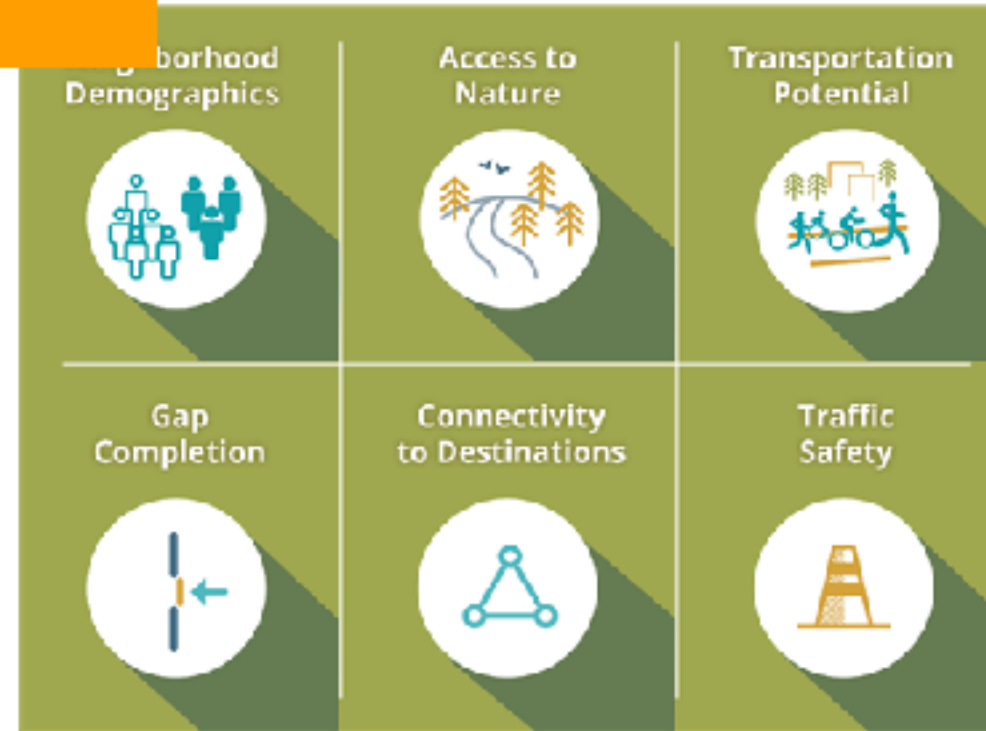 Demographics
Access to
Nature
Transportation
Potential
Gap
Completion
Connectivity
to Destinations
Traffic
Safety